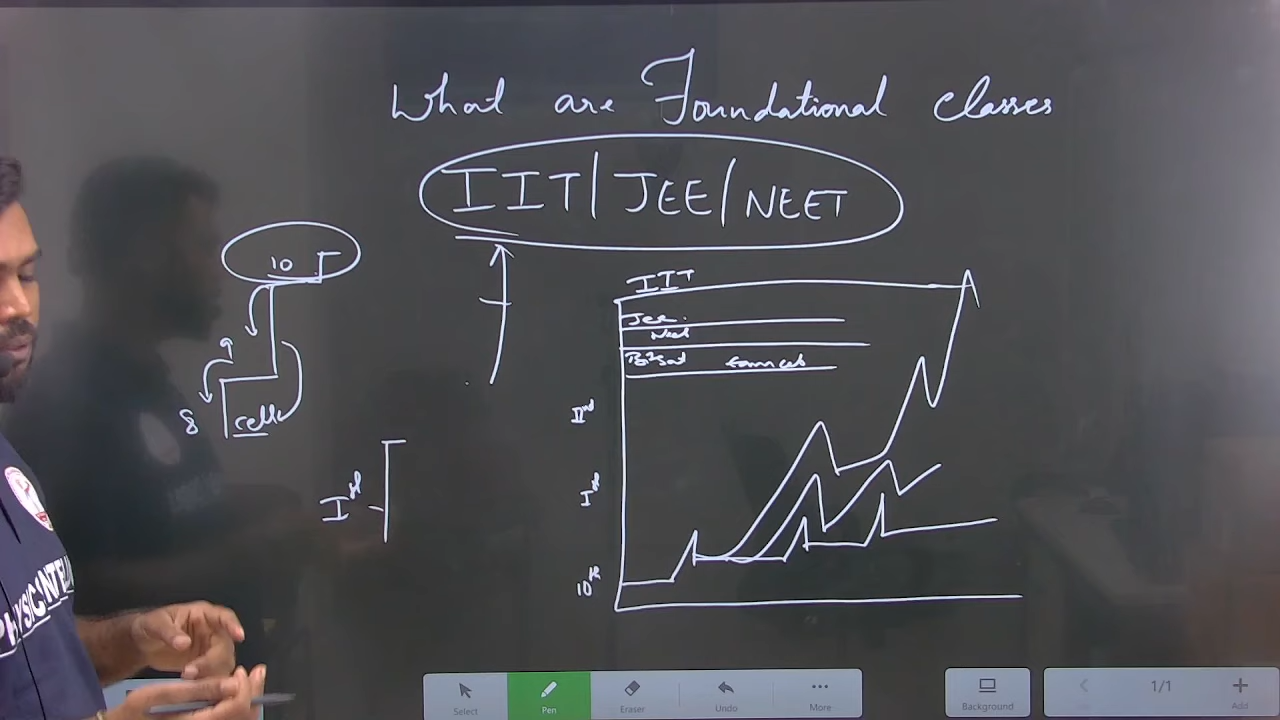 What are Foundational classes
IIT/JEE/NEET
10
9
8
cell
Ist
IIT
Jee.
Neet
IInd
Ist
10th
Select
Pen
Eraser
Undo
More
Background
1/1
Add